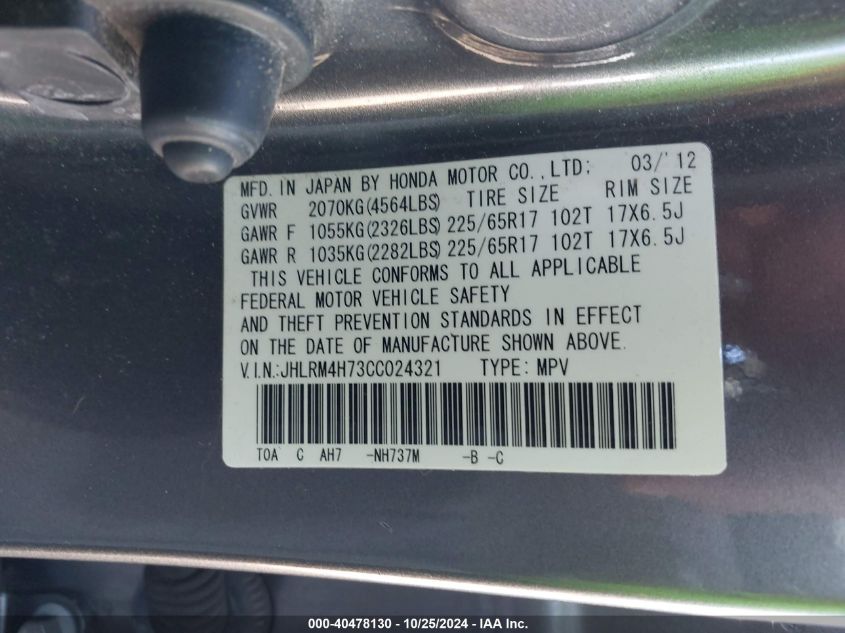 MFD. IN JAPAN BY HONDA MOTOR CO., LTD: 03/'12
GVWR 2070KG(4564LBS) TIRE SIZE RIM SIZE
GAWR F 1055KG(2326LBS) 225/65R17 102T 17X6.5J
GAWR R 1035KG(2282LBS) 225/65R17 102T 17X6.5J
THIS VEHICLE CONFORMS TO ALL APPLICABLE
FEDERAL MOTOR VEHICLE SAFETY
AND THEFT PREVENTION STANDARDS IN EFFECT
ON THE DATE OF MANUFACTURE SHOWN ABOVE.
V.I.N.:JHLRM4H73CC024321 TYPE: MPV
TOA C AH7 -NH737M -B -C
000-40478130 - 10/25/2024 - IAA Inc.